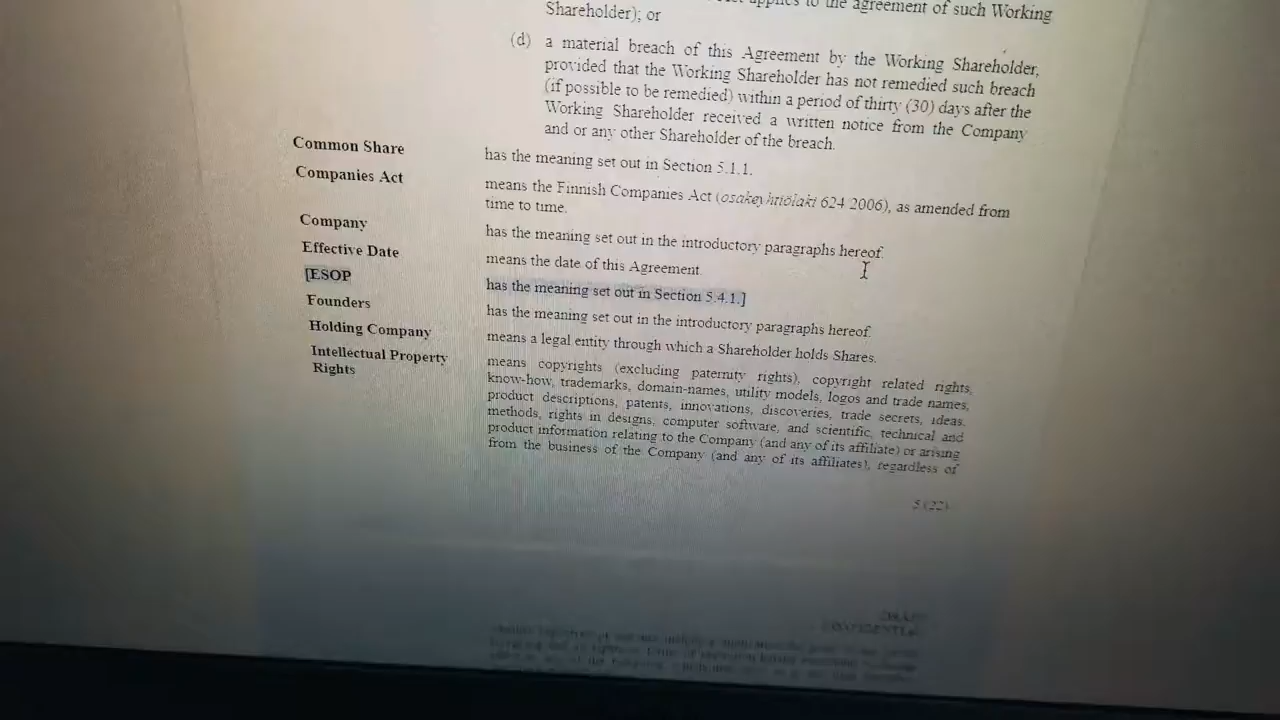 applies to the agreement of such Working
Shareholder); or
(d) a material breach of this Agreement by the Working Shareholder,
provided that the Working Shareholder has not remedied such breach
(if possible to be remedied) within a period of thirty (30) days after the
Working Shareholder received a written notice from the Company
and or any other Shareholder of the breach.
Common Share has the meaning set out in Section 5.1.1.
Companies Act means the Finnish Companies Act (osakeyhtiölaki 624 2006), as amended from
time to time.
Company has the meaning set out in the introductory paragraphs hereof.
Effective Date means the date of this Agreement.
[ESOP has the meaning set out in Section 5.4.1.]
Founders has the meaning set out in the introductory paragraphs hereof.
Holding Company means a legal entity through which a Shareholder holds Shares.
Intellectual Property means copyrights (excluding paternity rights), copyright related rights,
Rights know-how, trademarks, domain-names, utility models, logos and trade names,
product descriptions, patents, innovations, discoveries, trade secrets, ideas,
methods, rights in designs, computer software, and scientific, technical and
product information relating to the Company (and any of its affiliate) or arising
from the business of the Company (and any of its affiliates), regardless of
5 (22)
DRAFT
CONFIDENTIAL